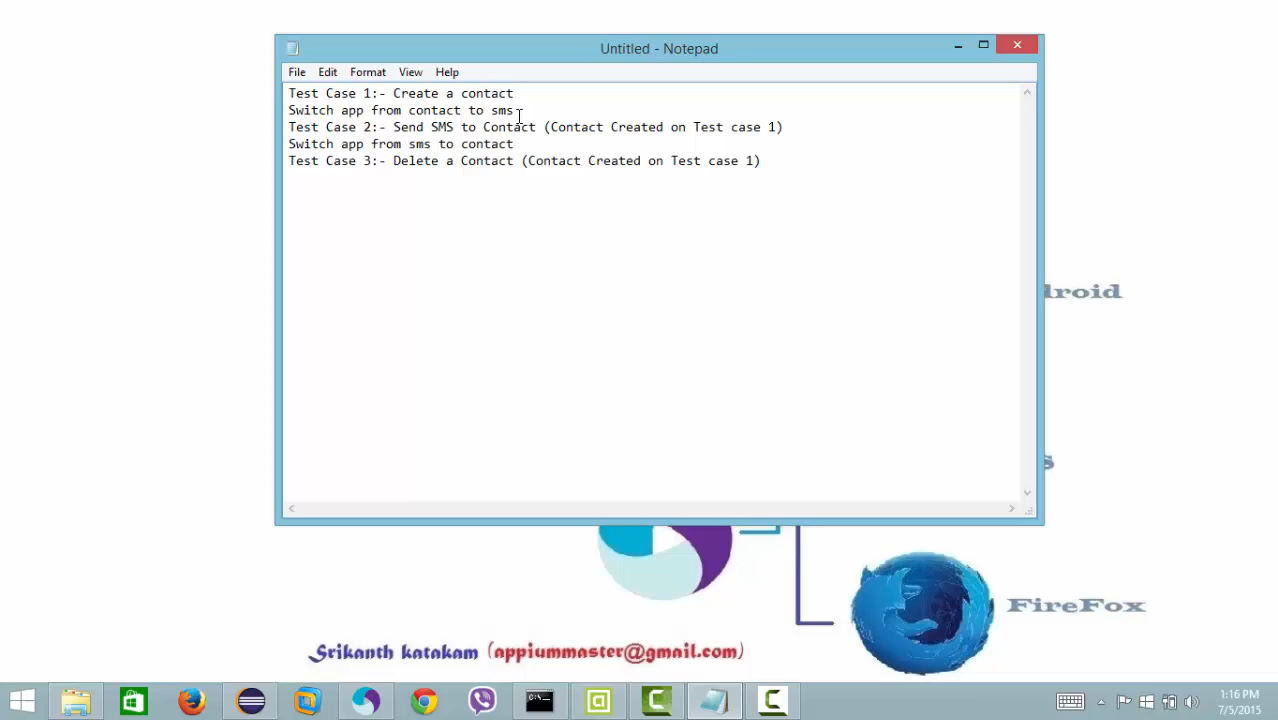 Untitled - Notepad
File Edit Format View Help
Test Case 1:- Create a contact
Switch app from contact to sms
Test Case 2:- Send SMS to Contact (Contact Created on Test case 1)
Switch app from sms to contact
Test Case 3:- Delete a Contact (Contact Created on Test case 1)
droid
s
FireFox
Srikanth katakam (appiummaster@gmail.com)
C:\.
1:16 PM
7/5/2015